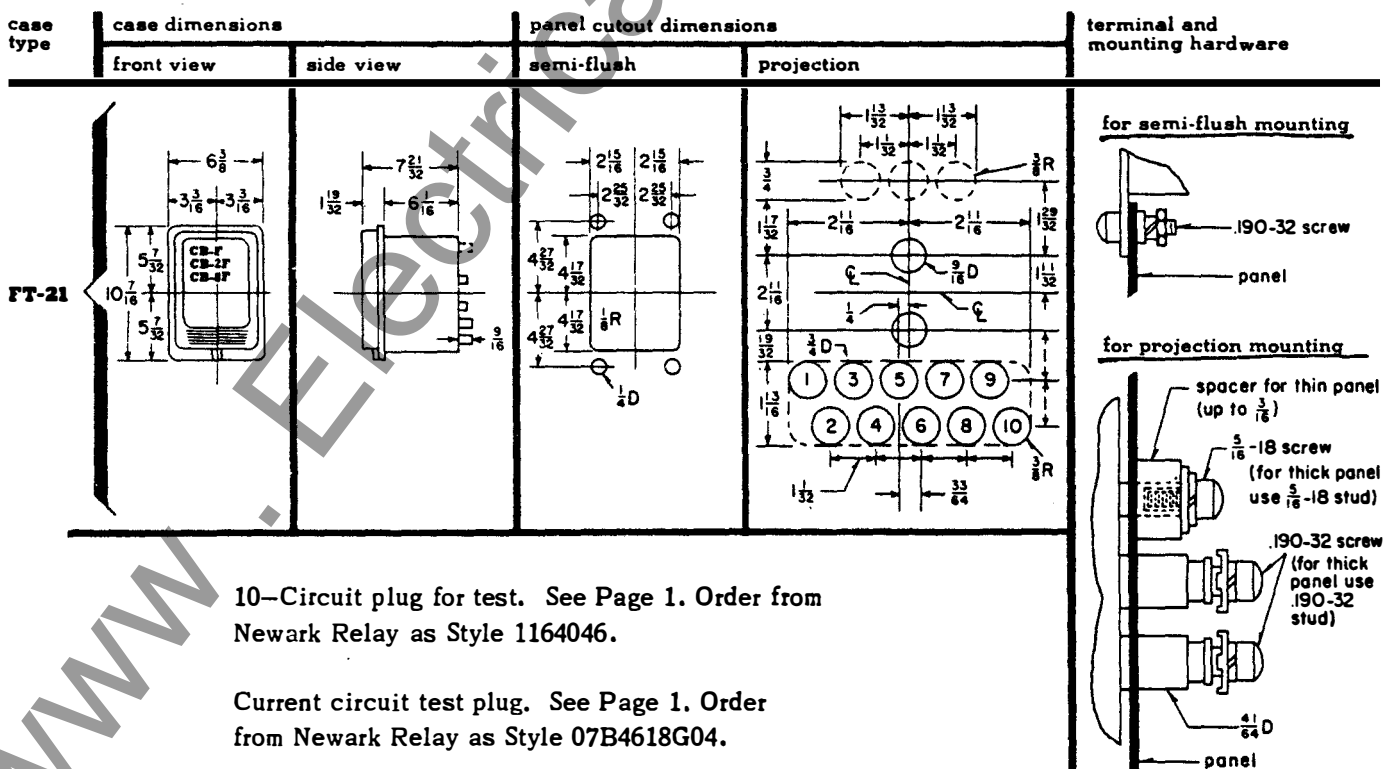 case type
case dimensions
panel cutout dimensions
terminal and mounting hardware
front view
side view
semi-flush
projection
FT-21
6 3/8
3 3/16
3 3/16
5 7/32
10 7/16
5 7/32
CB-F
CB-2F
7 21/32
1 19/32
6 1/16
9/16
2 15/16
2 15/16
2 25/32
2 25/32
4 27/32
4 17/32
4 27/32
4 17/32
1/8 R
1/4 D
1 13/32
1 13/32
1 1/32
1 1/32
3/8 R
3/4
1 17/32
2 11/16
2 11/16
1 29/32
9/16 D
℄
1 11/32
2 11/16
1/4
℄
19/32
3/4 D
1
3
5
7
9
1 3/16
2
4
6
8
10
3/8 R
1 1/32
33/64
for semi-flush mounting
.190-32 screw
panel
for projection mounting
spacer for thin panel
(up to 3/16)
5/16 -18 screw
(for thick panel
use 5/16 -18 stud)
.190-32 screw
(for thick
panel use
.190-32
stud)
41/64 D
panel
10—Circuit plug for test. See Page 1. Order from
Newark Relay as Style 1164046.
Current circuit test plug. See Page 1. Order
from Newark Relay as Style 07B4618G04.
www . Electrica